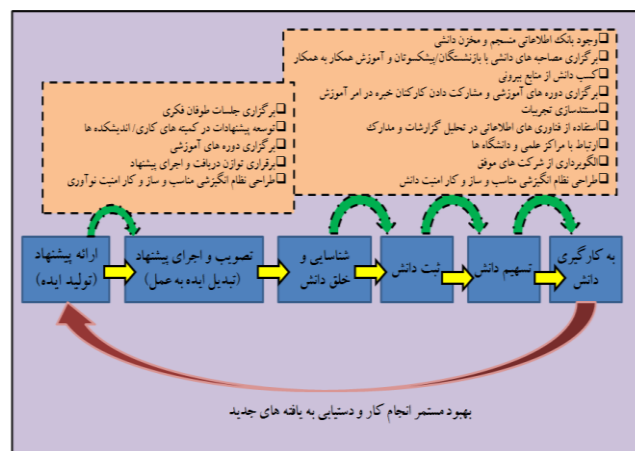 وجود بانک اطلاعاتی منسجم و مخزن دانشی
برگزاری مصاحبه های دانشی با بازنشستگان/پیشکسوتان و آموزش همکار به همکار
کسب دانش از منابع بیرونی
برگزاری دوره های آموزشی و مشارکت دادن کارکنان خبره در امر آموزش
مستندسازی تجربیات
استفاده از فناوری های اطلاعاتی در تحلیل گزارشات و مدارک
ارتباط با مراکز علمی و دانشگاه ها
الگوبرداری از شرکت های موفق
طراحی نظام انگیزشی مناسب و ساز و کار امنیت دانش
برگزاری جلسات طوفان فکری
توسعه پیشنهادات در کمیته های کاری/ اندیشکده ها
برگزاری دوره های آموزشی
برقراری توازن دریافت و اجرای پیشنهاد
طراحی نظام انگیزشی مناسب و ساز و کار امنیت نوآوری
ارائه پیشنهاد
(تولید ایده)
تصویب و اجرای پیشنهاد
(تبدیل ایده به عمل)
شناسایی و
خلق دانش
ثبت دانش
تسهیم دانش
به کارگیری
دانش
بهبود مستمر انجام کار و دستیابی به یافته های جدید